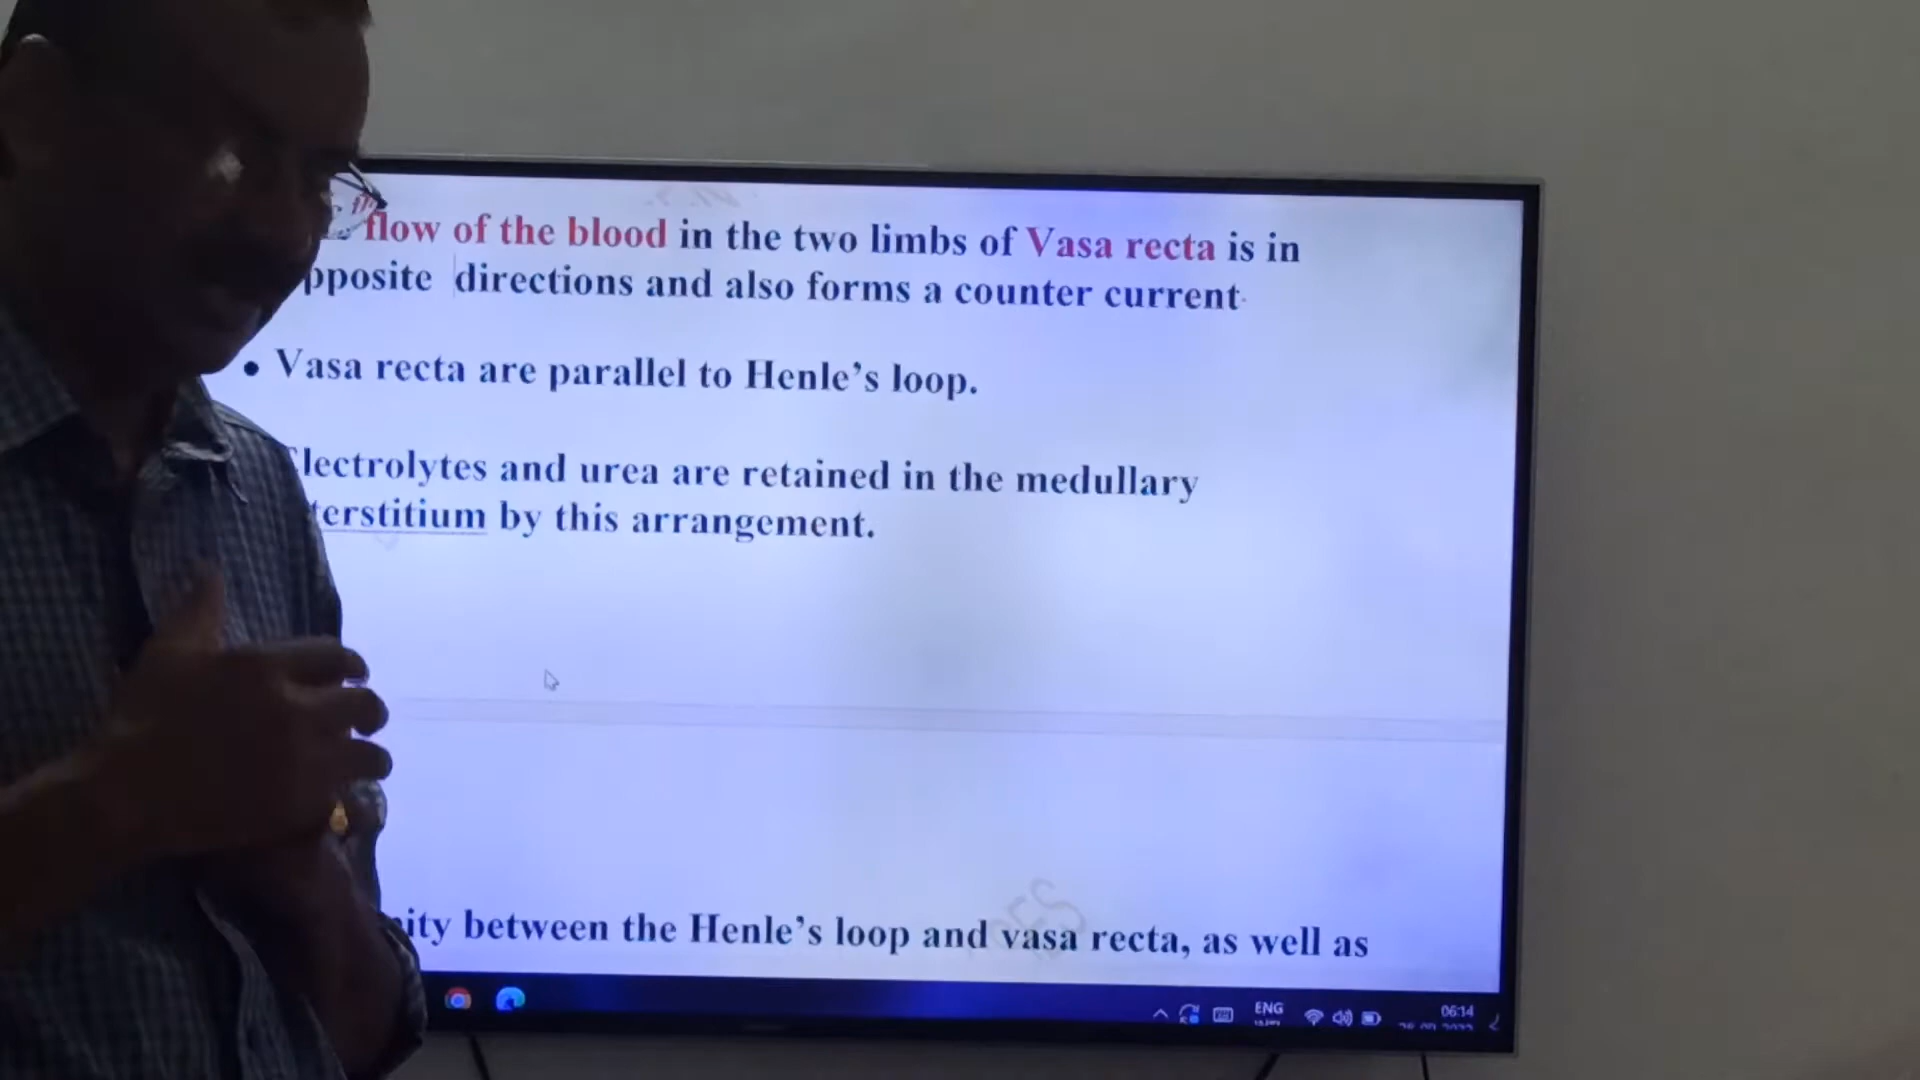 flow of the blood in the two limbs of Vasa recta is in
pposite directions and also forms a counter current
• Vasa recta are parallel to Henle’s loop.
lectrolytes and urea are retained in the medullary
terstitium by this arrangement.
ity between the Henle’s loop and vasa recta, as well as
ENG
06:14